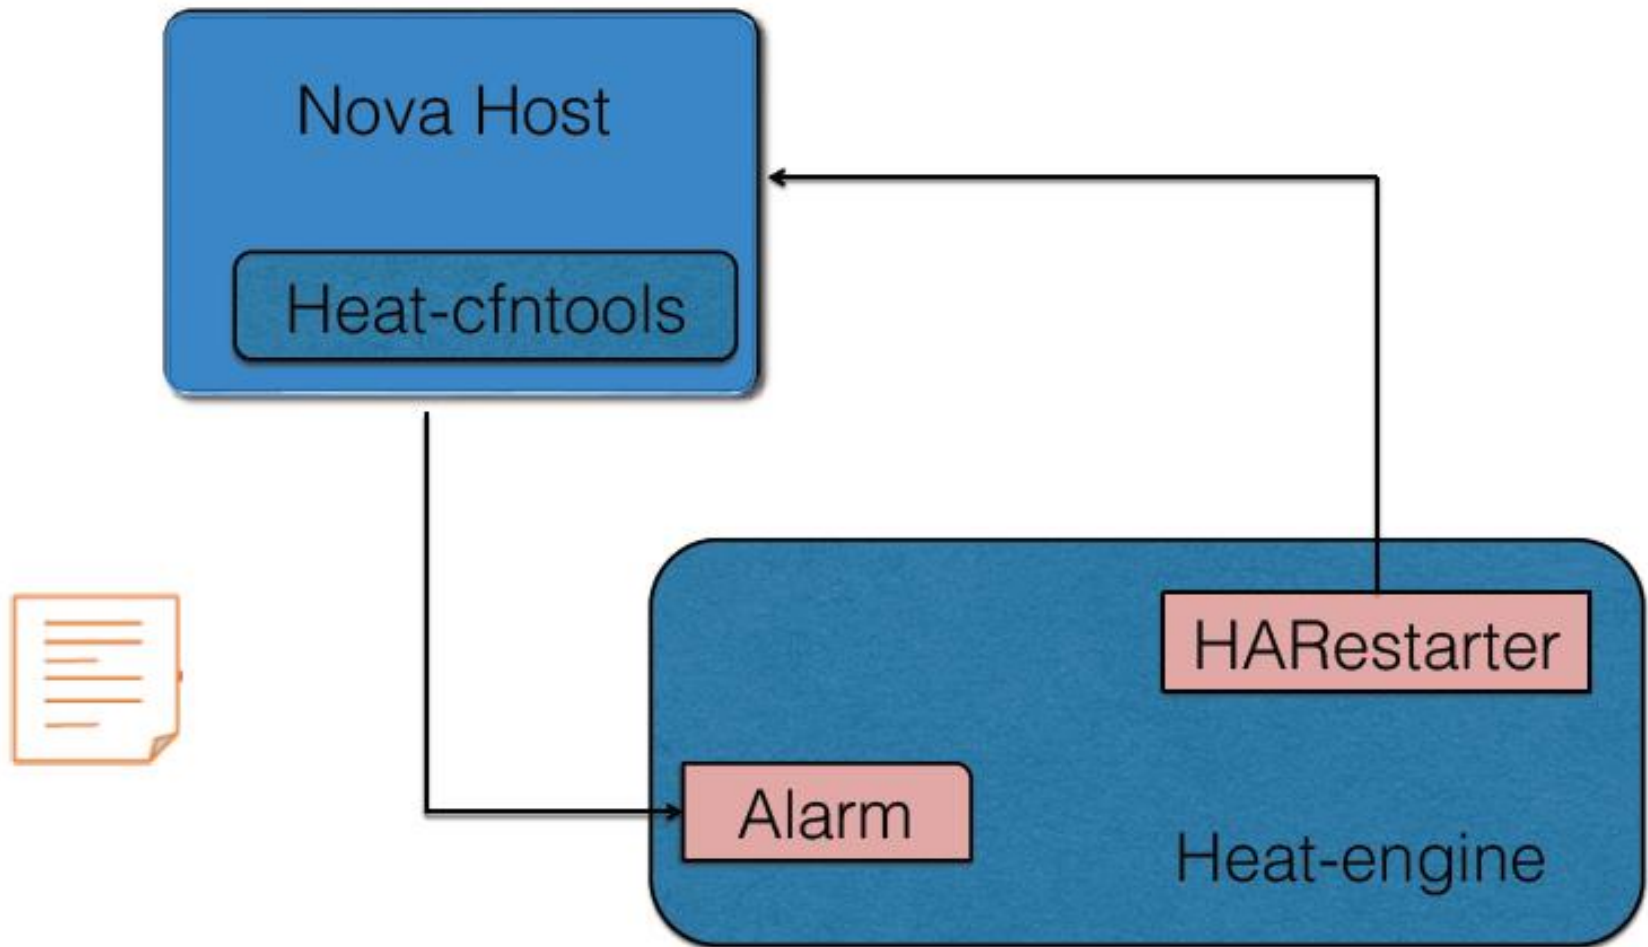 Nova Host
Heat-cfntools
HARestarter
Alarm
Heat-engine